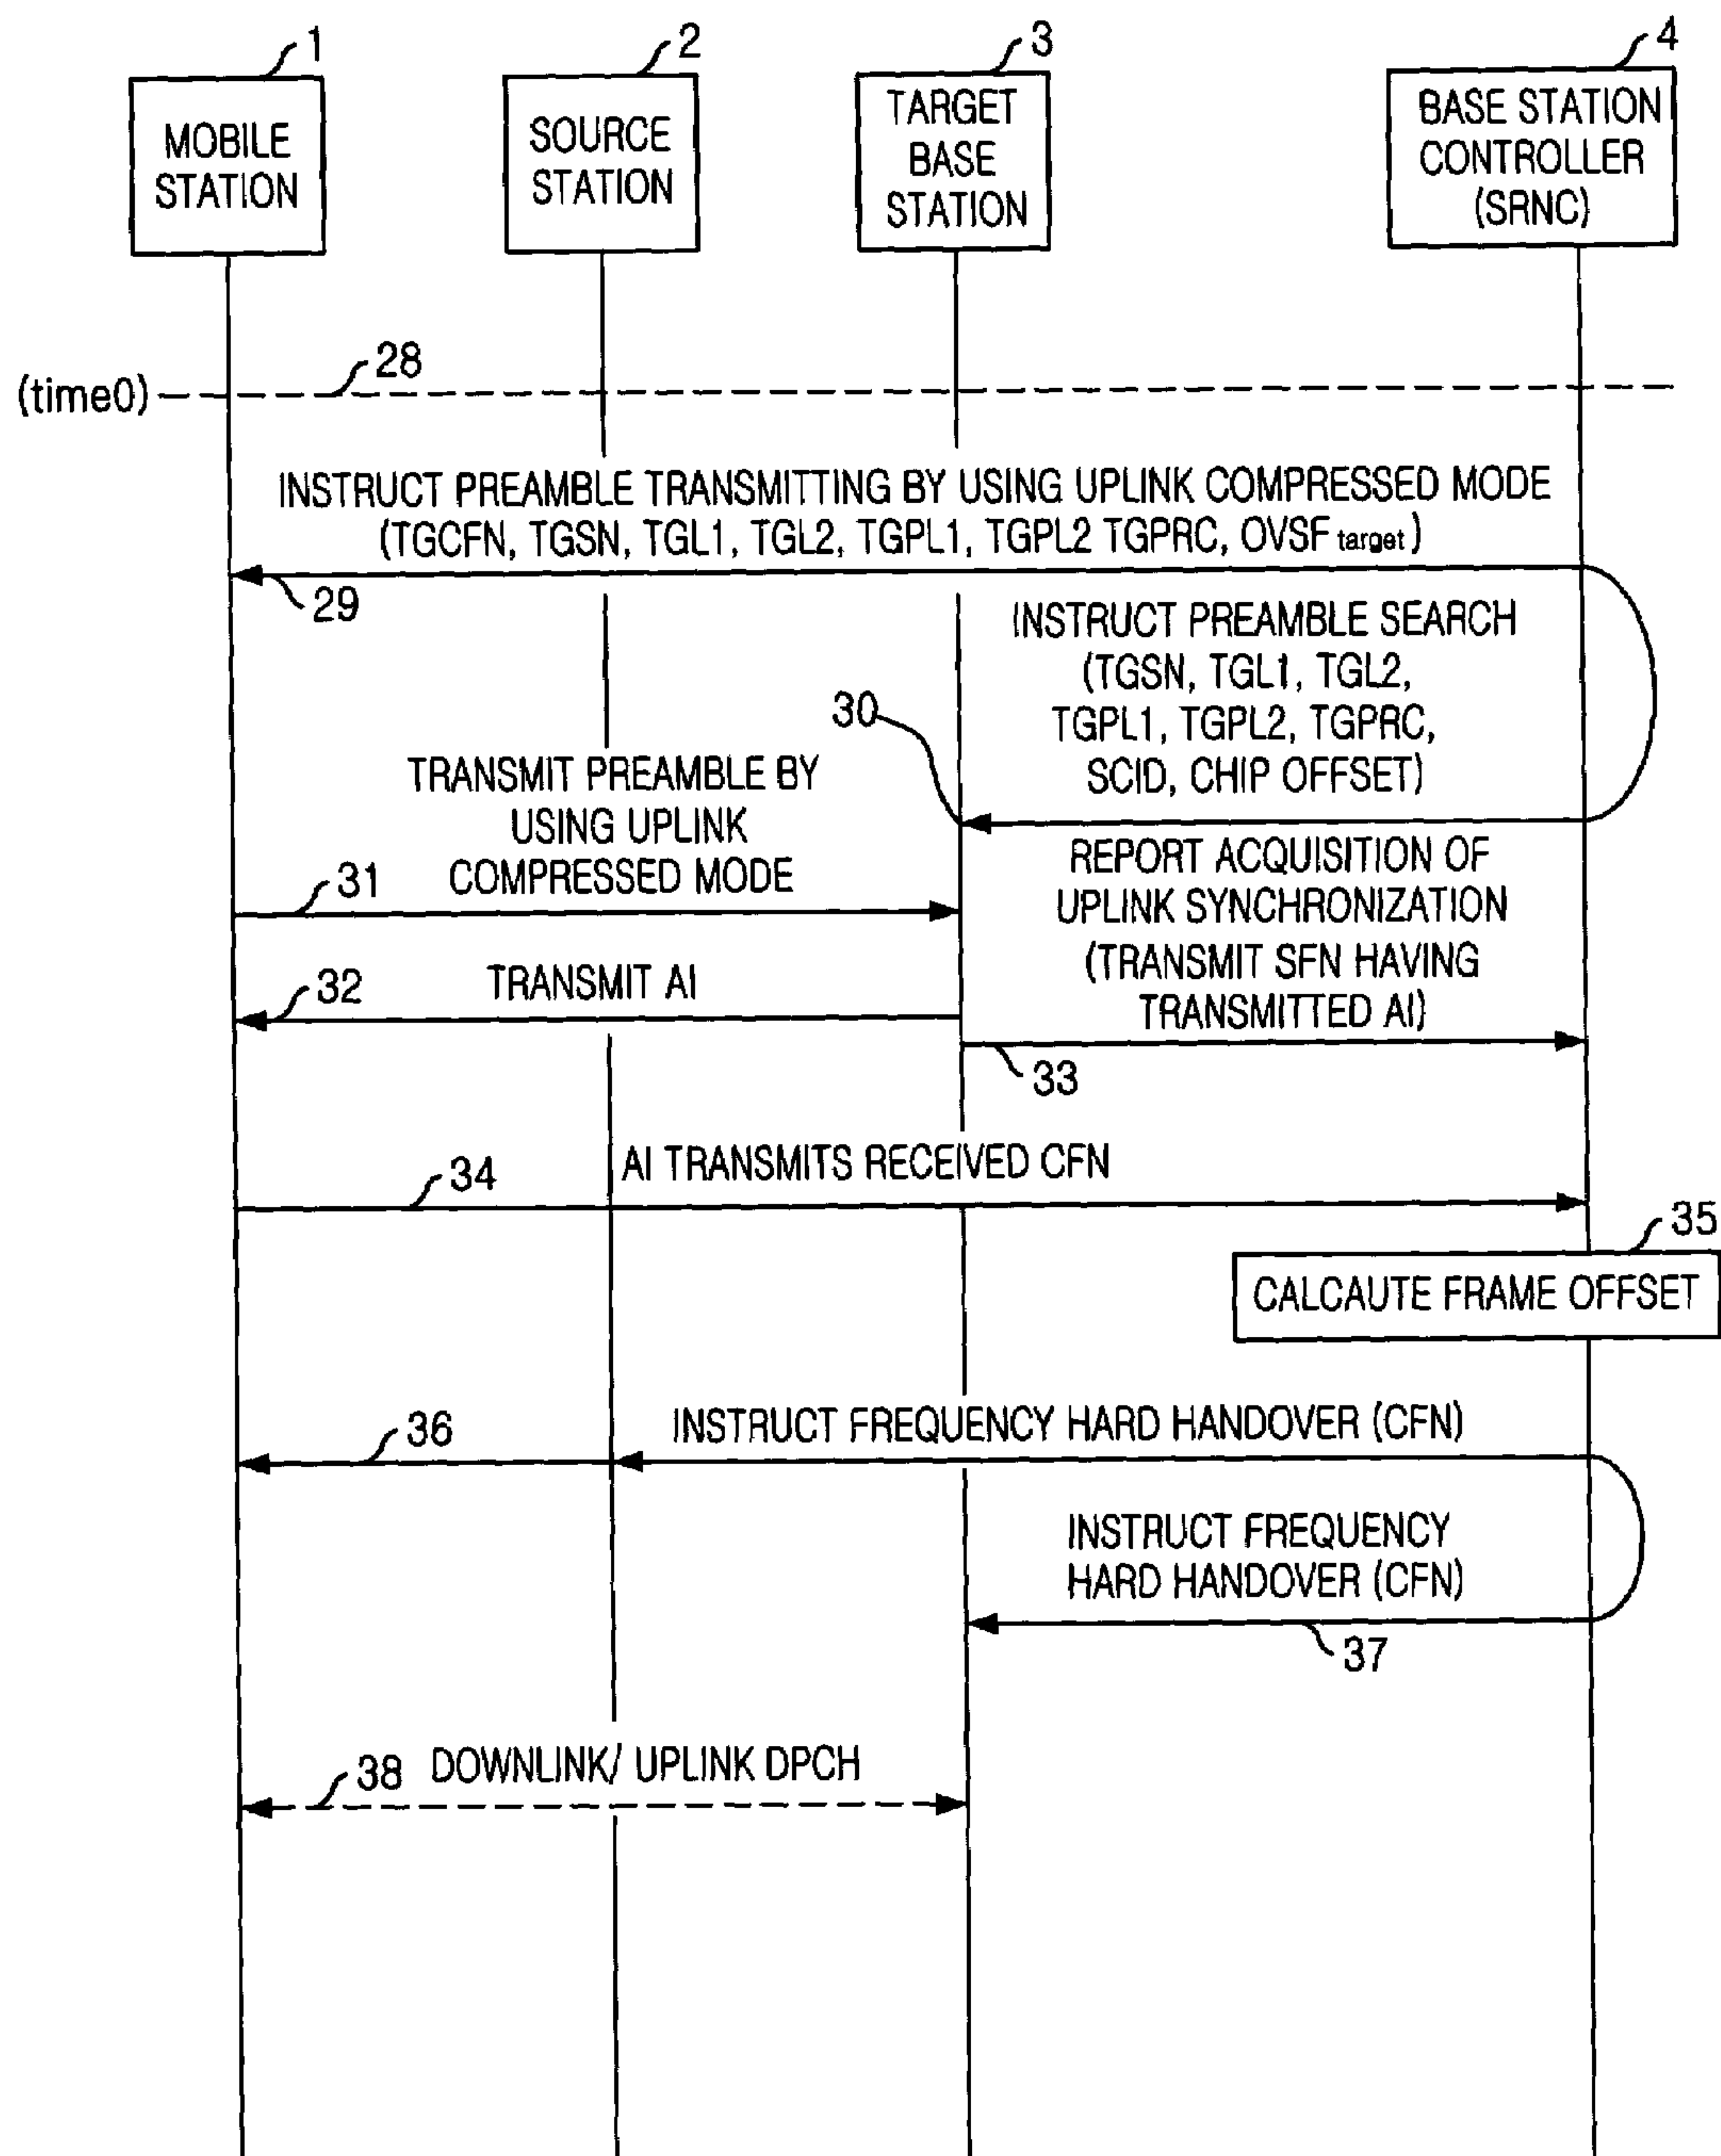 1
2
3
4
MOBILE
STATION
SOURCE
STATION
TARGET
BASE
STATION
BASE STATION
CONTROLLER
(SRNC)
28
(time0)
INSTRUCT PREAMBLE TRANSMITTING BY USING UPLINK COMPRESSED MODE
(TGCFN, TGSN, TGL1, TGL2, TGPL1, TGPL2 TGPRC, OVSF target)
29
INSTRUCT PREAMBLE SEARCH
(TGSN, TGL1, TGL2,
TGPL1, TGPL2, TGPRC,
SCID, CHIP OFFSET)
30
TRANSMIT PREAMBLE BY
USING UPLINK
COMPRESSED MODE
31
REPORT ACQUISITION OF
UPLINK SYNCHRONIZATION
(TRANSMIT SFN HAVING
TRANSMITTED AI)
32
TRANSMIT AI
33
34
AI TRANSMITS RECEIVED CFN
35
CALCAUTE FRAME OFFSET
36
INSTRUCT FREQUENCY HARD HANDOVER (CFN)
INSTRUCT FREQUENCY
HARD HANDOVER (CFN)
37
38 DOWNLINK/ UPLINK DPCH